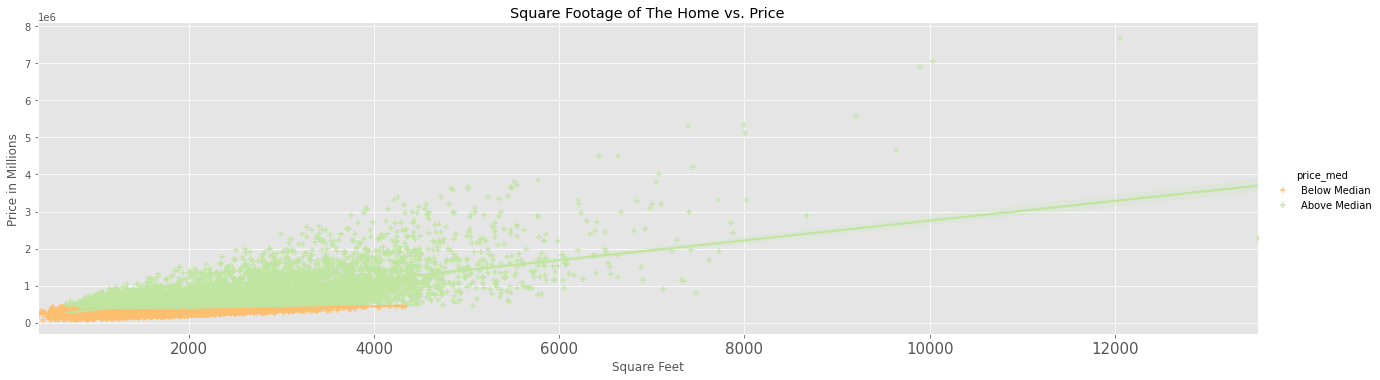 Square Footage of The Home vs. Price
1e6
8
7
6
5
4
3
2
1
0
Price in Millions
2000 4000 6000 8000 10000 12000
Square Feet
price_med
Below Median
Above Median